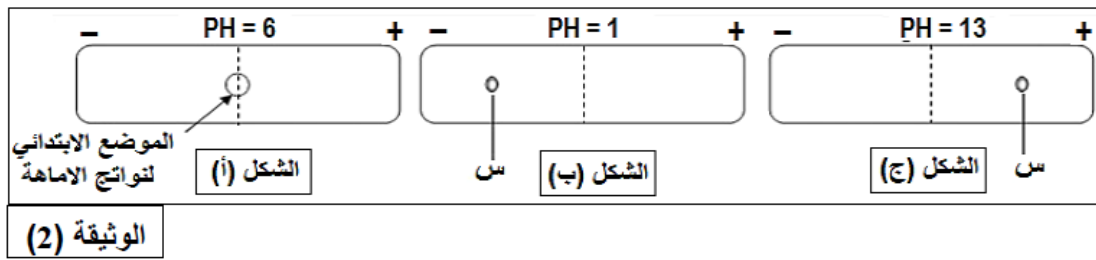 − PH = 6 +
− PH = 1 +
− PH = 13 +
الموضع الابتدائي
لنواتج الاماهة
الشكل (أ)
س
الشكل (ب)
الشكل (ج)
س
الوثيقة (2)